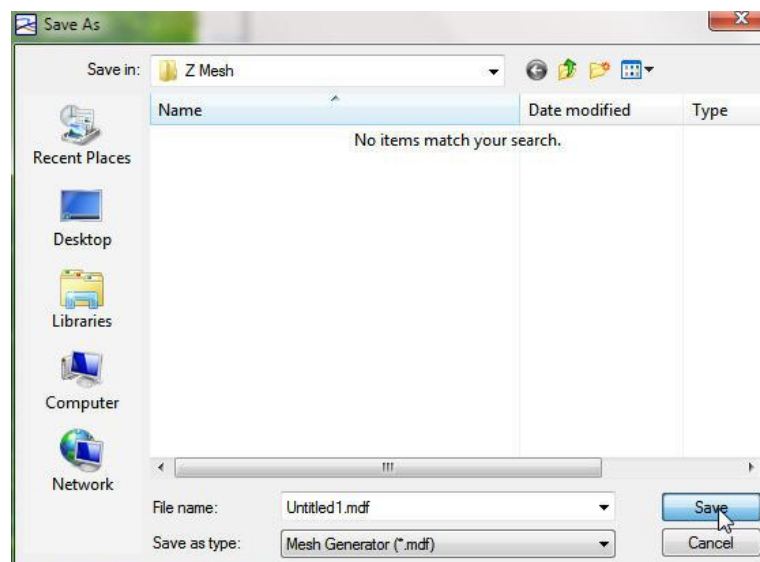 Save As
Save in: Z Mesh
Name Date modified Type
No items match your search.
Recent Places
Desktop
Libraries
Computer
Network
File name: Untitled1.mdf Save
Save as type: Mesh Generator (*.mdf) Cancel